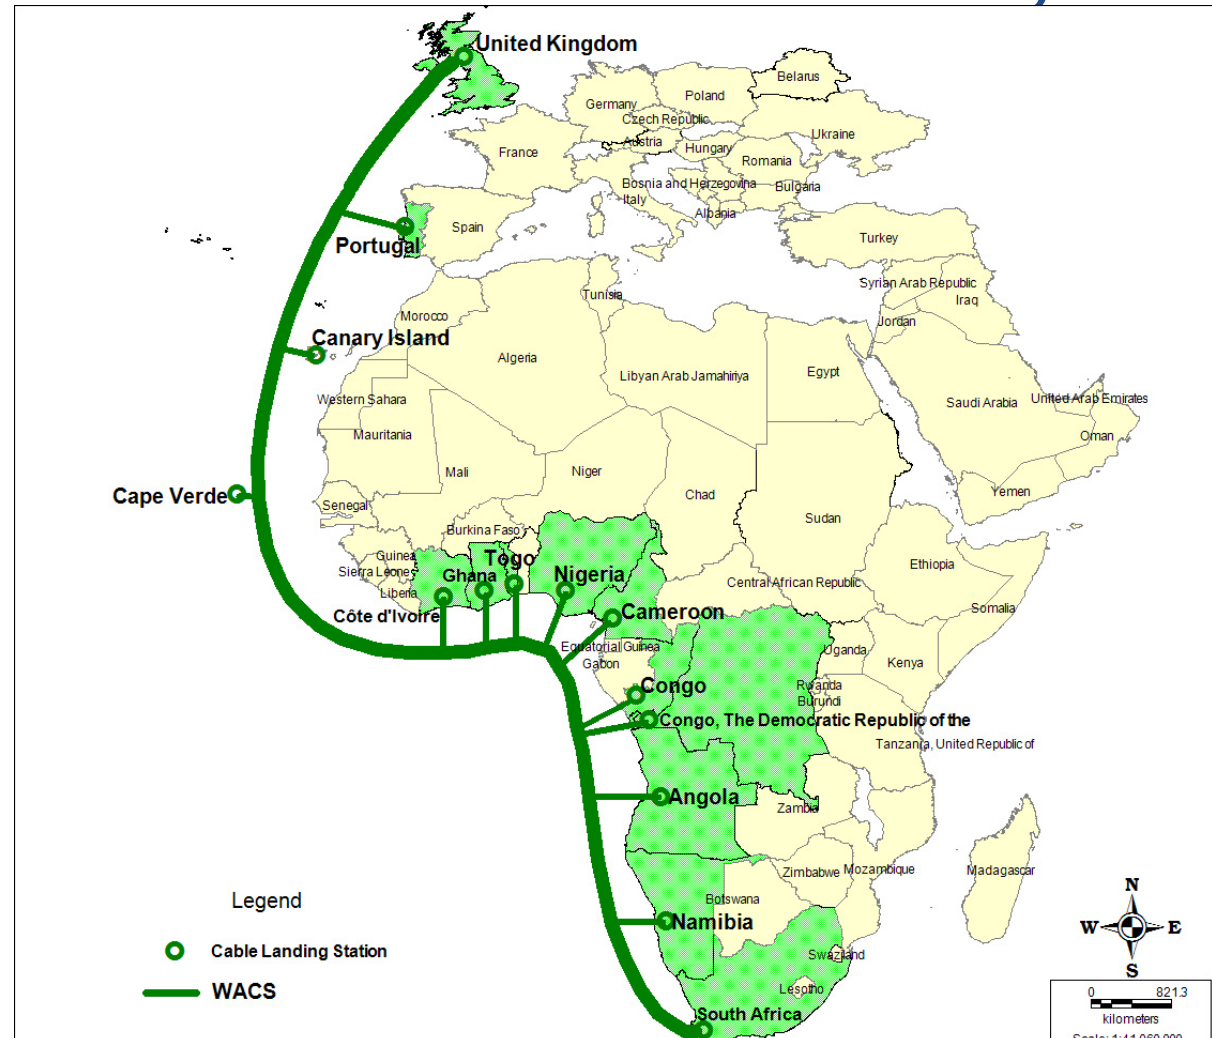 United Kingdom
Belarus
Poland
Germany
Czech Republic
Ukraine
Austria
Hungary
France
Romania
Bosnia and Herzegovina
Bulgaria
Italy
Albania
Spain
Portugal
Turkey
Syrian Arab Republic
Tunisia
Iraq
Morocco
Jordan
Canary Island
Algeria
Libyan Arab Jamahiriya
Egypt
Western Sahara
Saudi Arabia
United Arab Emirates
Mauritania
Oman
Mali
Niger
Cape Verde
Chad
Yemen
Senegal
Sudan
Burkina Faso
Guinea
Togo
Ethiopia
Sierra Leone
Ghana
Nigeria
Central African Republic
Liberia
Somalia
Côte d'Ivoire
Cameroon
Equatorial Guinea
Uganda
Gabon
Kenya
Congo
Rwanda
Burundi
Congo, The Democratic Republic of the
Tanzania, United Republic of
Angola
Zambia
Zimbabwe
Mozambique
Madagascar
Botswana
Namibia
Swaziland
Lesotho
South Africa
Legend
Cable Landing Station
WACS
N
W E
S
0 821.3
kilometers